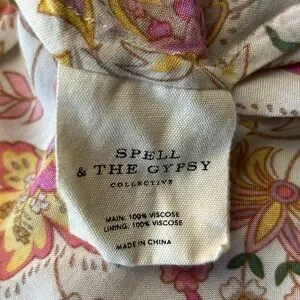 SPELL
& THE GYPSY
COLLECTIVE
MAIN: 100% VISCOSE
LINING: 100% VISCOSE
MADE IN CHINA